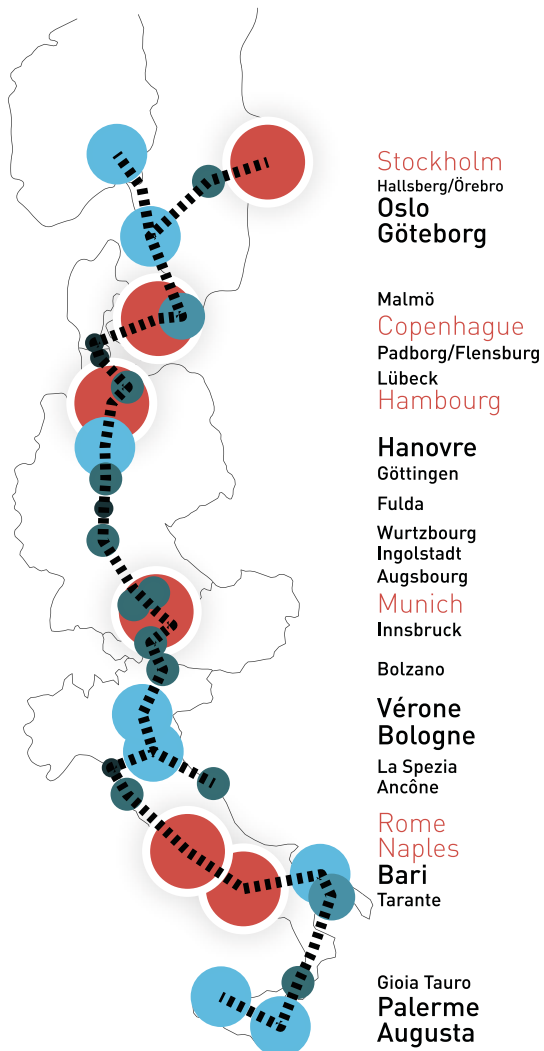 Stockholm
Hallsberg/Örebro
Oslo
Göteborg
Malmö
Copenhague
Padborg/Flensburg
Lübeck
Hambourg
Hanovre
Göttingen
Fulda
Wurtzbourg
Ingolstadt
Augsbourg
Munich
Innsbruck
Bolzano
Vérone
Bologne
La Spezia
Ancône
Rome
Naples
Bari
Tarante
Gioia Tauro
Palerme
Augusta